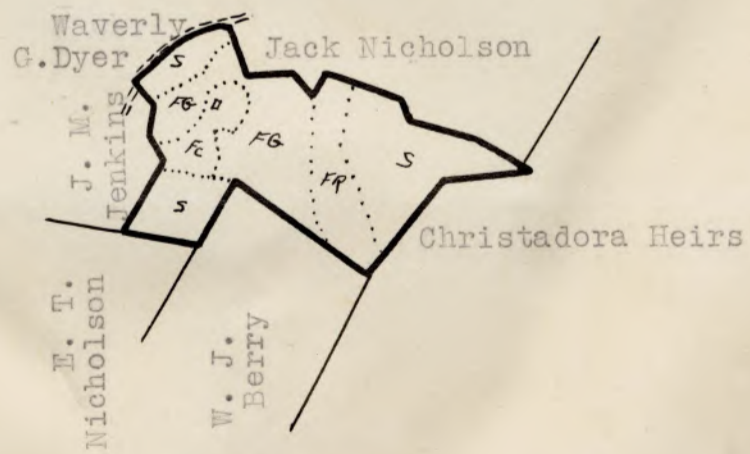 Waverly
G.Dyer
Jack Nicholson
S
FG
FG
Fc
FR
S
S
J. M.
Jenkins
Christadora Heirs
E. T.
Nicholson
W. J.
Berry